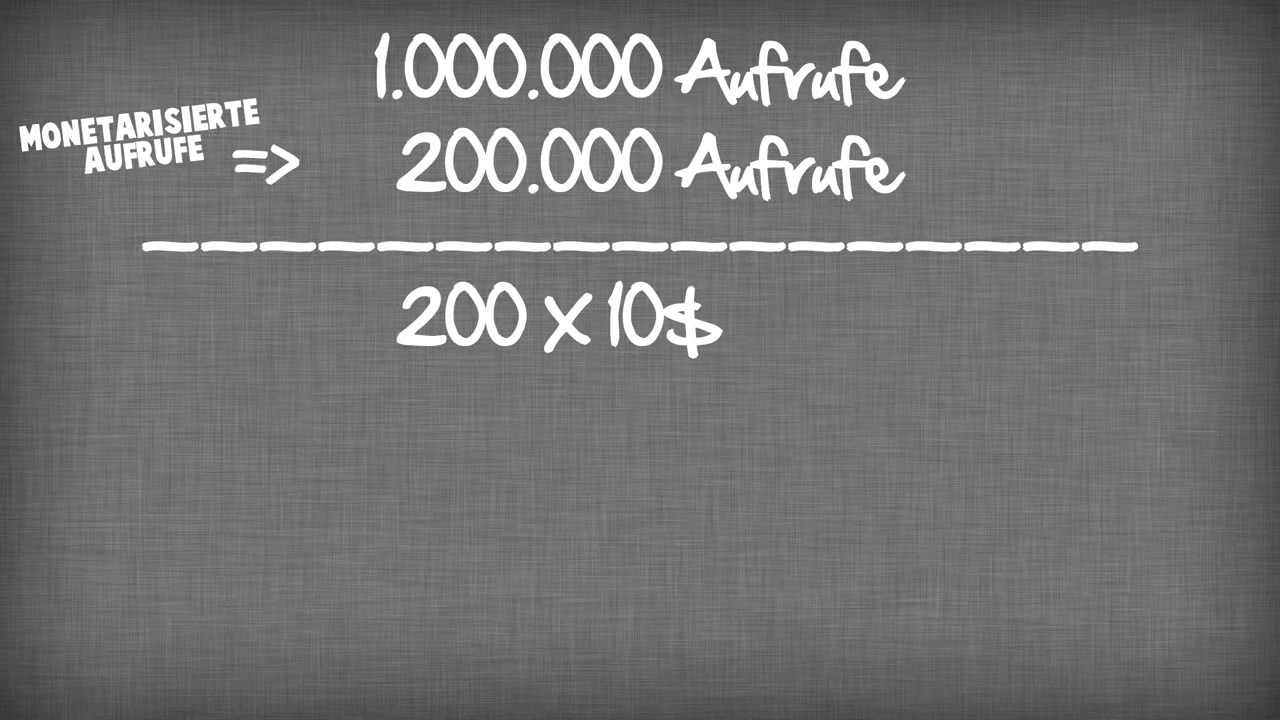 1.000.000 Aufrufe
MONETARISIERTE
AUFRUFE
=>
200.000 Aufrufe
200 x 10$